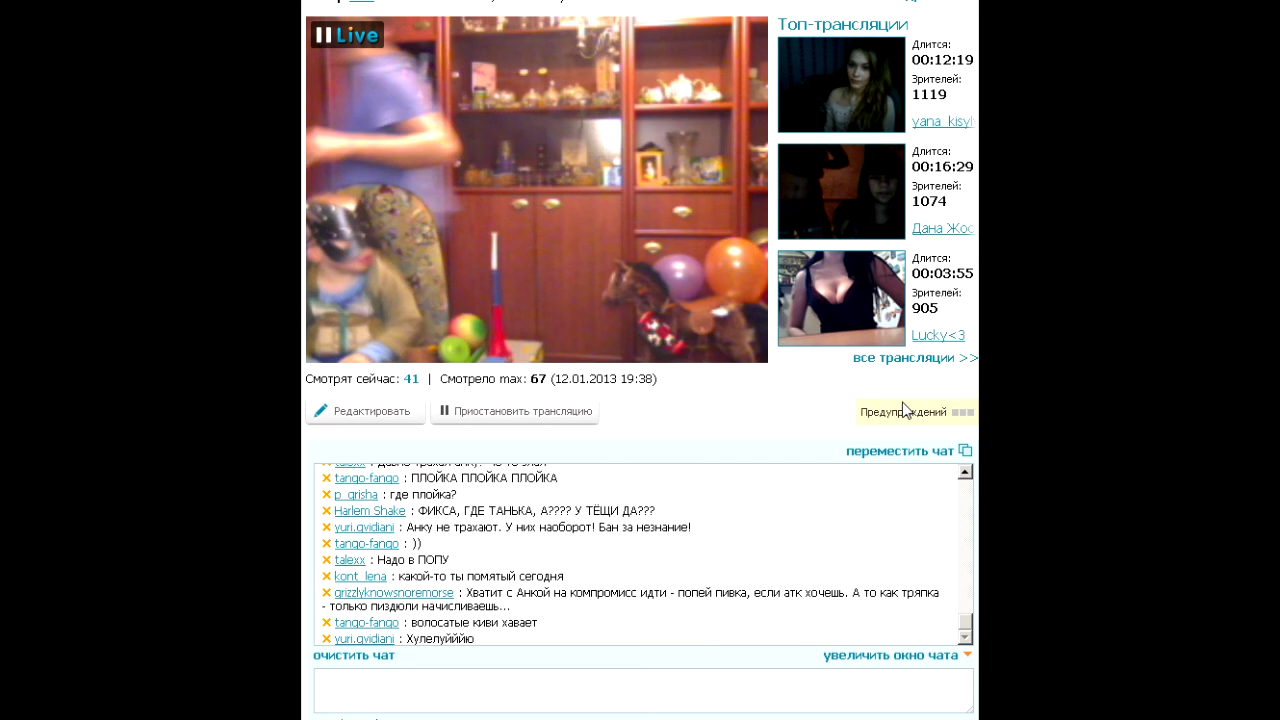 Live
Топ-трансляции
Длится:
00:12:19
Зрителей:
1119
yana_kisyl
Длится:
00:16:29
Зрителей:
1074
Дана Жос
Длится:
00:03:55
Зрителей:
905
Lucky<3
все трансляции >>
Смотрят сейчас: 41 | Смотрело max: 67 (12.01.2013 19:38)
Редактировать
Приостановить трансляцию
Предупреждений
переместить чат
tango-fango : ПЛОЙКА ПЛОЙКА ПЛОЙКА
p_grisha : где плойка?
Harlem Shake : ФИКСА, ГДЕ ТАНЬКА, А???? У ТЁЩИ ДА???
yuri.gvidiani : Анку не трахают. У них наоборот! Бан за незнание!
tango-fango : ))
talexx : Надо в ПОПУ
kont_lena : какой-то ты помятый сегодня
grizzlyknowsnoremorse : Хватит с Анкой на компромисс идти - попей пивка, если атк хочешь. А то как тряпка
- только пиздюли начисливаешь...
tango-fango : волосатые киви хавает
yuri.gvidiani : Хулелуйййю
очистить чат
увеличить окно чата